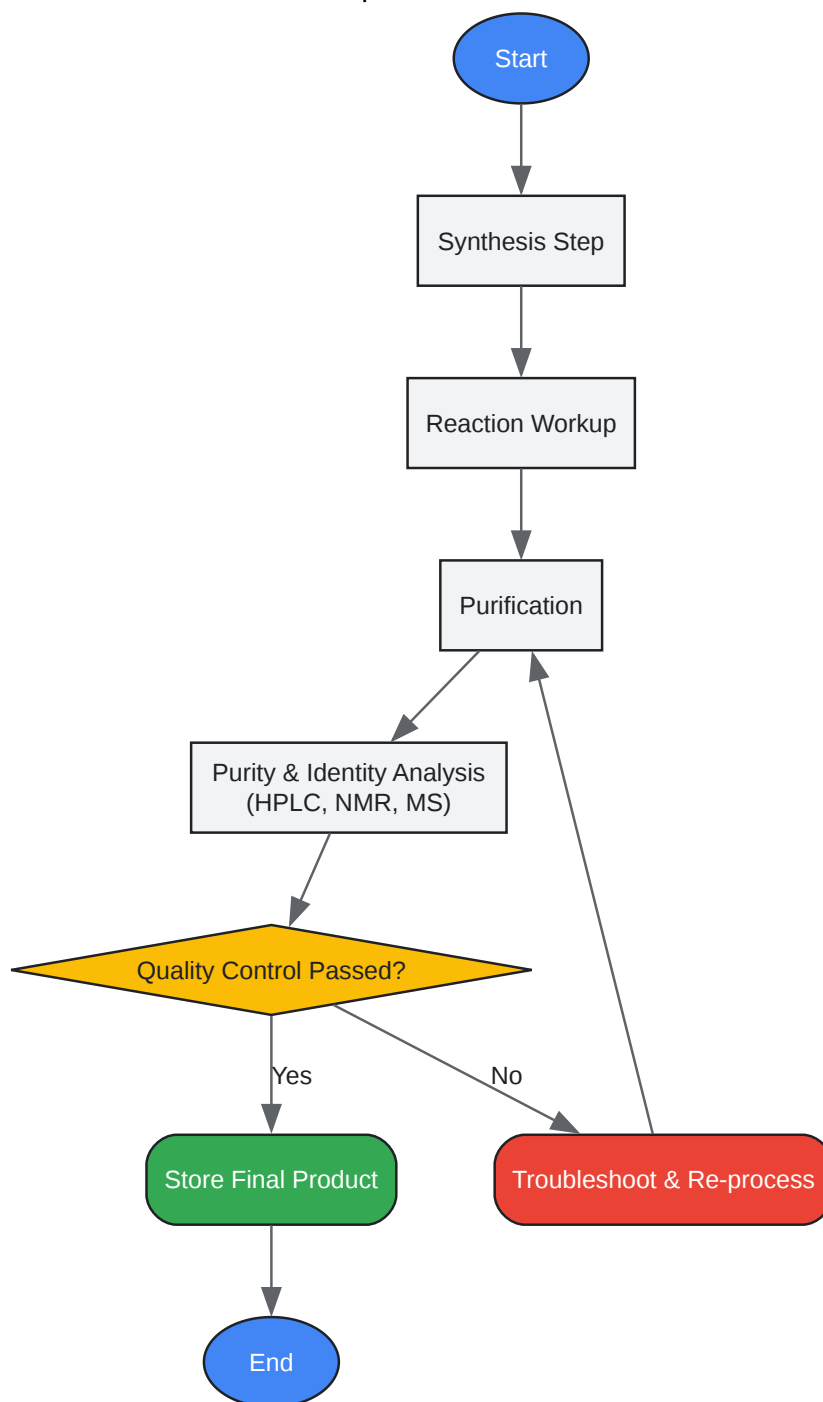 Start
Synthesis Step
Reaction Workup
Purification
Purity & Identity Analysis
(HPLC, NMR, MS)
Quality Control Passed?
Yes
No
Store Final Product
Troubleshoot & Re-process
End